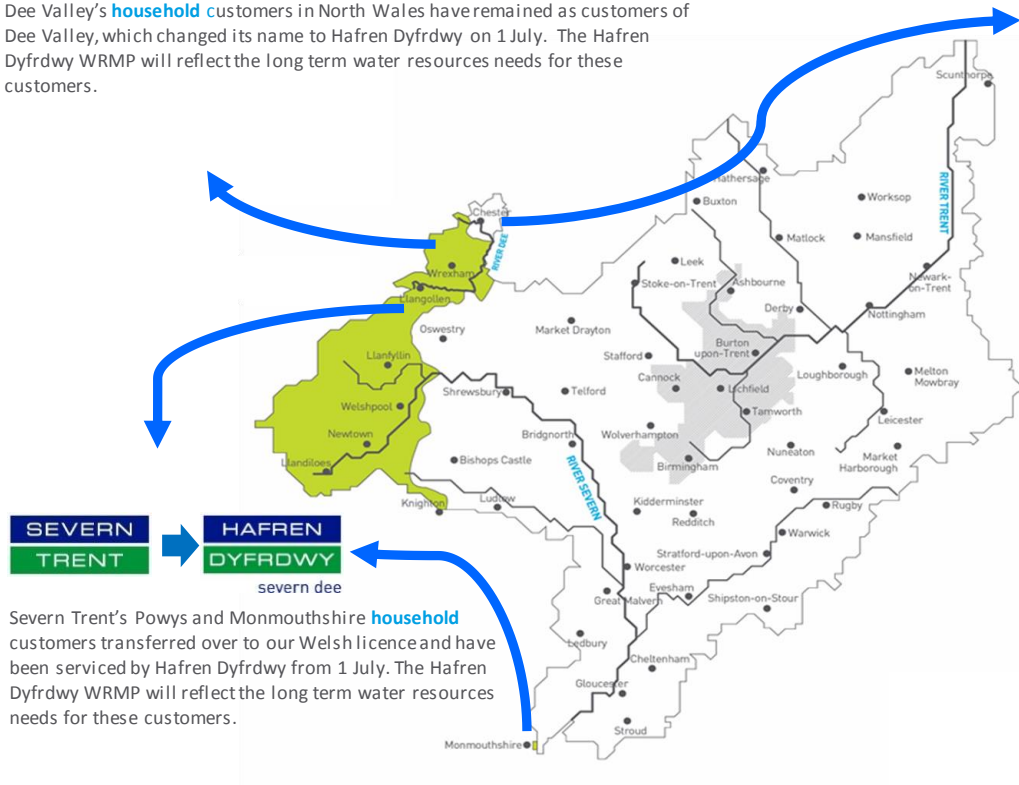 Dee Valley's household customers in North Wales have remained as customers of
Dee Valley, which changed its name to Hafren Dyfrdwy on 1 July. The Hafren
Dyfrdwy WRMP will reflect the long term water resources needs for these
customers.
Scunthorpe
Hathersage
Buxton
Worksop
RIVER TRENT
Chester
RIVER DEE
Matlock
Mansfield
Wrexham
Leek
Llangollen
Stoke-on-Trent
Ashbourne
Newark-
on-Trent
Derby
Nottingham
Oswestry
Market Drayton
Burton
upon-Trent
Llanfyllin
Stafford
Loughborough
Melton
Mowbray
Cannock
Lichfield
Shrewsbury
Telford
Welshpool
Tamworth
Leicester
Newtown
Bridgnorth
Wolverhampton
Nuneaton
Market
Harborough
Llandiloes
Bishops Castle
Birmingham
RIVER SEVERN
Coventry
Knighton
Ludlow
Kidderminster
Redditch
Rugby
Warwick
SEVERN
TRENT
HAFREN
DYFRDWY
severn dee
Stratford-upon-Avon
Worcester
Evesham
Great Malvern
Shipston-on-Stour
Severn Trent's Powys and Monmouthshire household
customers transferred over to our Welsh licence and have
been serviced by Hafren Dyfrdwy from 1 July. The Hafren
Dyfrdwy WRMP will reflect the long term water resources
needs for these customers.
Ledbury
Cheltenham
Gloucester
Stroud
Monmouthshire